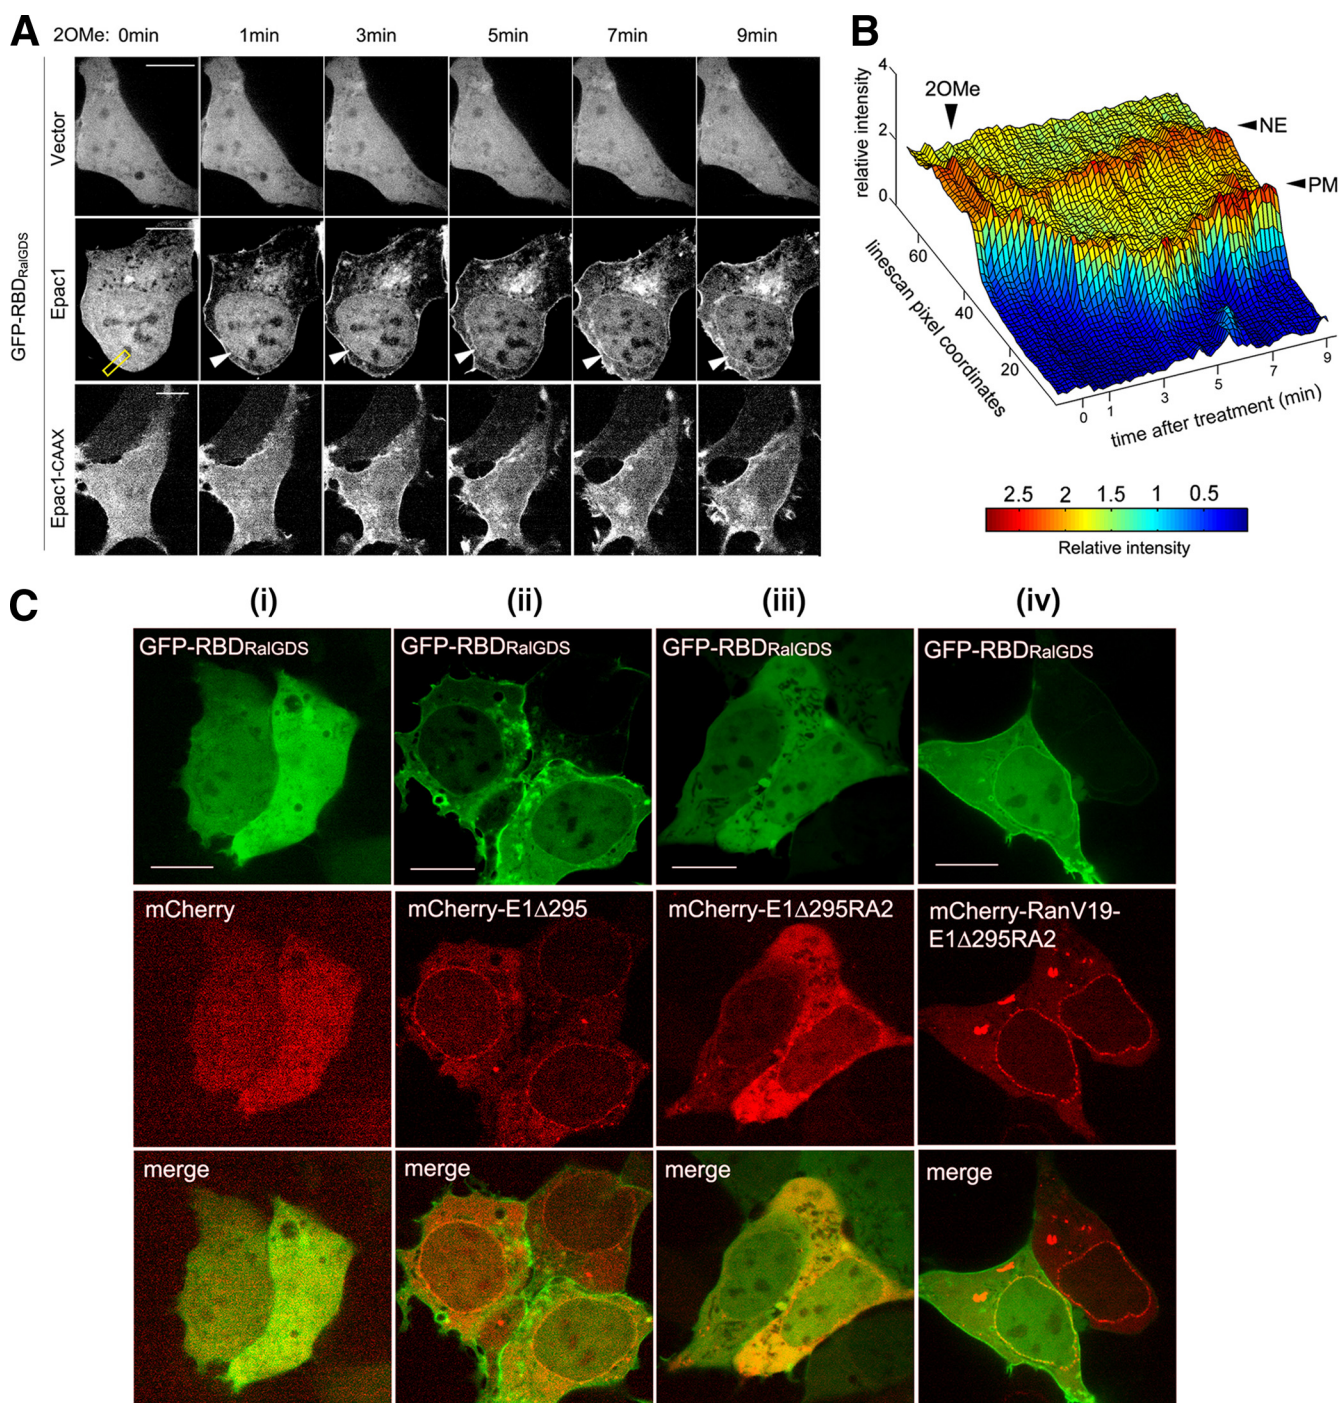 A
2OMe: 0min 1min 3min 5min 7min 9min
GFP-RBDRalGDS
Vector
Epac1
Epac1-CAAX
B
4
2
0
relative intensity
2OMe
NE
PM
60
40
20
linescan pixel coordinates
0 1 3 5 7 9
time after treatment (min)
2.5 2 1.5 1 0.5
Relative intensity
C
(i) (ii) (iii) (iv)
GFP-RBDRalGDS GFP-RBDRalGDS GFP-RBDRalGDS GFP-RBDRalGDS
mCherry mCherry-E1Δ295 mCherry-E1Δ295RA2 mCherry-RanV19-
E1Δ295RA2
merge merge merge merge